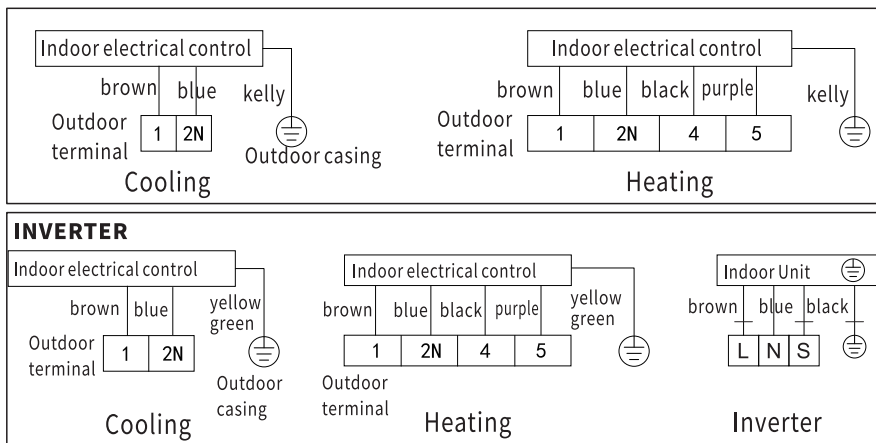 Indoor electrical control
brown
blue
kelly
Outdoor
terminal
1
2N
Outdoor casing
Cooling
Indoor electrical control
brown
blue
black
purple
kelly
Outdoor
terminal
1
2N
4
5
Heating
INVERTER
Indoor electrical control
brown
blue
yellow
green
Outdoor
terminal
1
2N
Outdoor
casing
Cooling
Indoor electrical control
brown
blue
black
purple
yellow
green
1
2N
4
5
Outdoor
terminal
Heating
Indoor Unit
brown
blue
black
L
N
S
Inverter